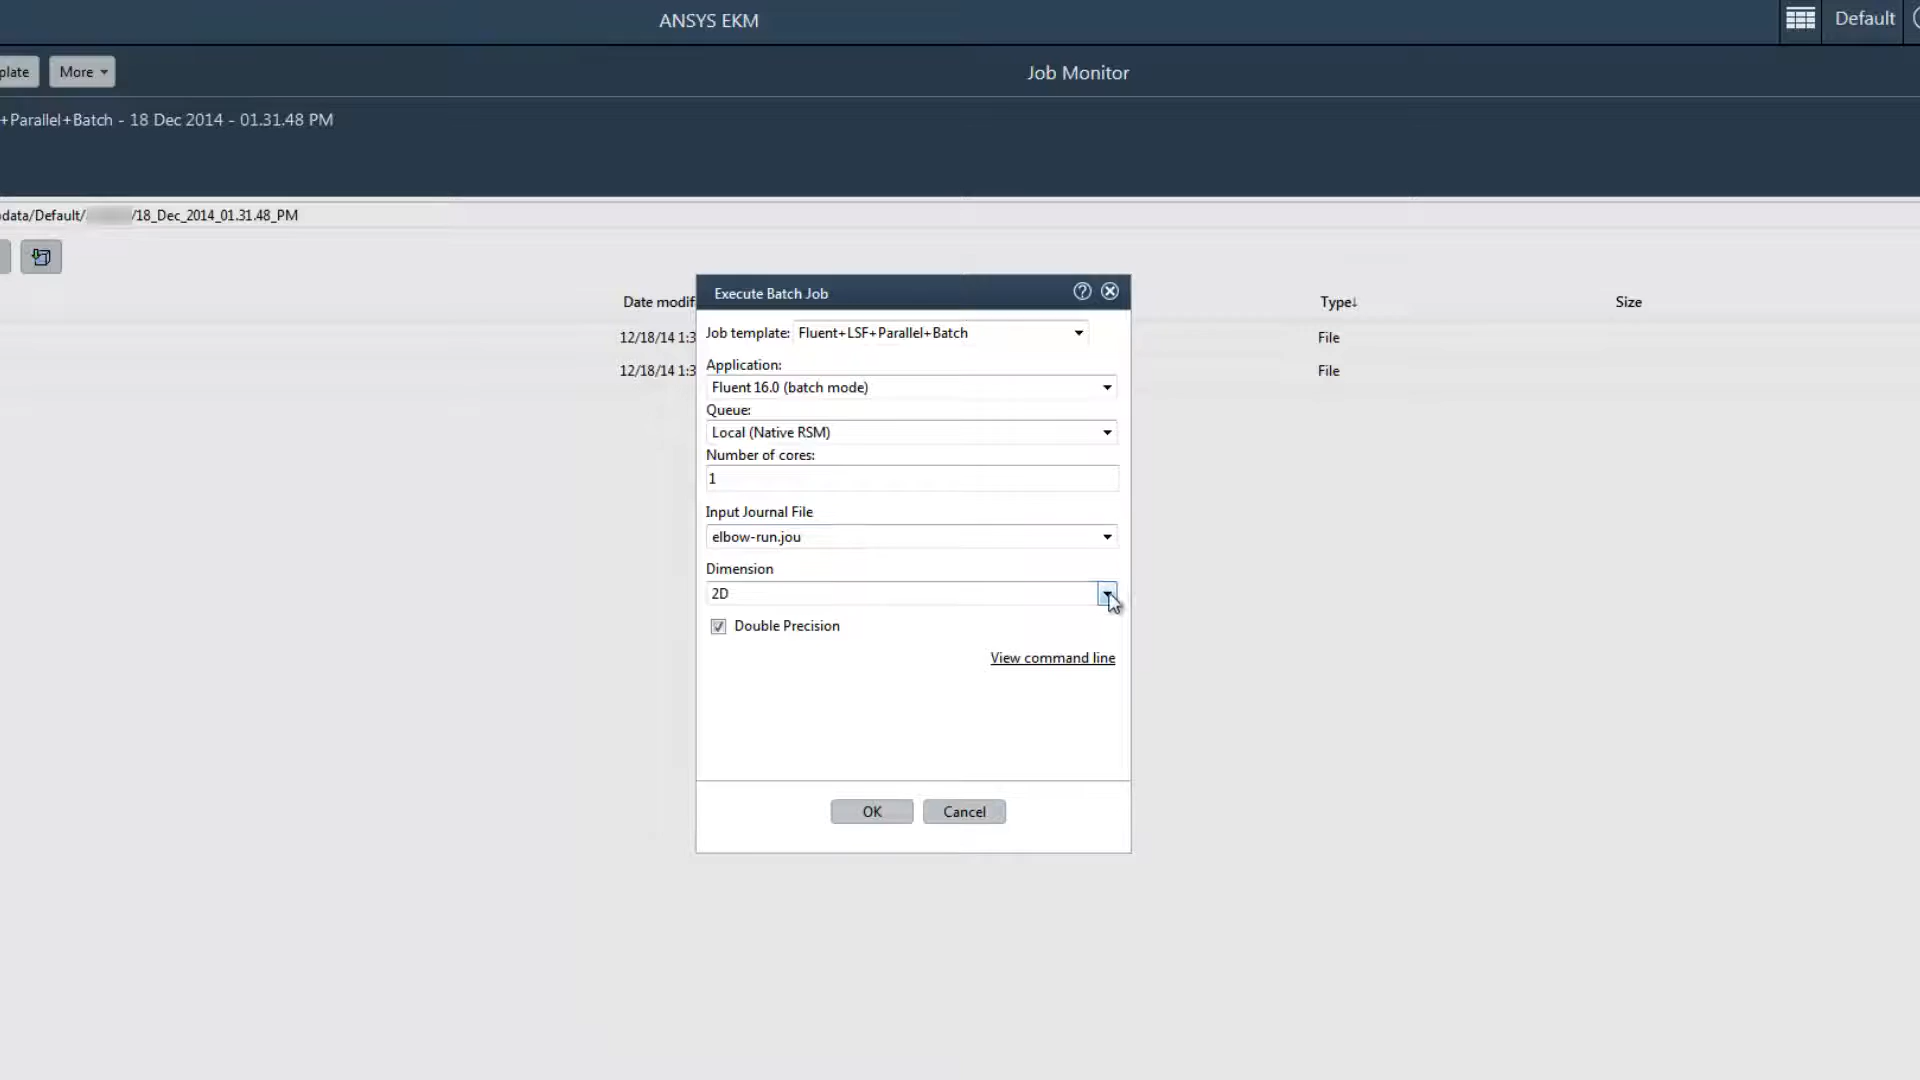 ANSYS EKM
Default
plate
More
Job Monitor
+Parallel+Batch - 18 Dec 2014 - 01.31.48 PM
data/Default/ /18_Dec_2014_01.31.48_PM
Date modif
Type↓
Size
12/18/14 1:3
File
12/18/14 1:3
File
Execute Batch Job
Job template: Fluent+LSF+Parallel+Batch
Application:
Fluent 16.0 (batch mode)
Queue:
Local (Native RSM)
Number of cores:
1
Input Journal File
elbow-run.jou
Dimension
2D
Double Precision
View command line
OK
Cancel